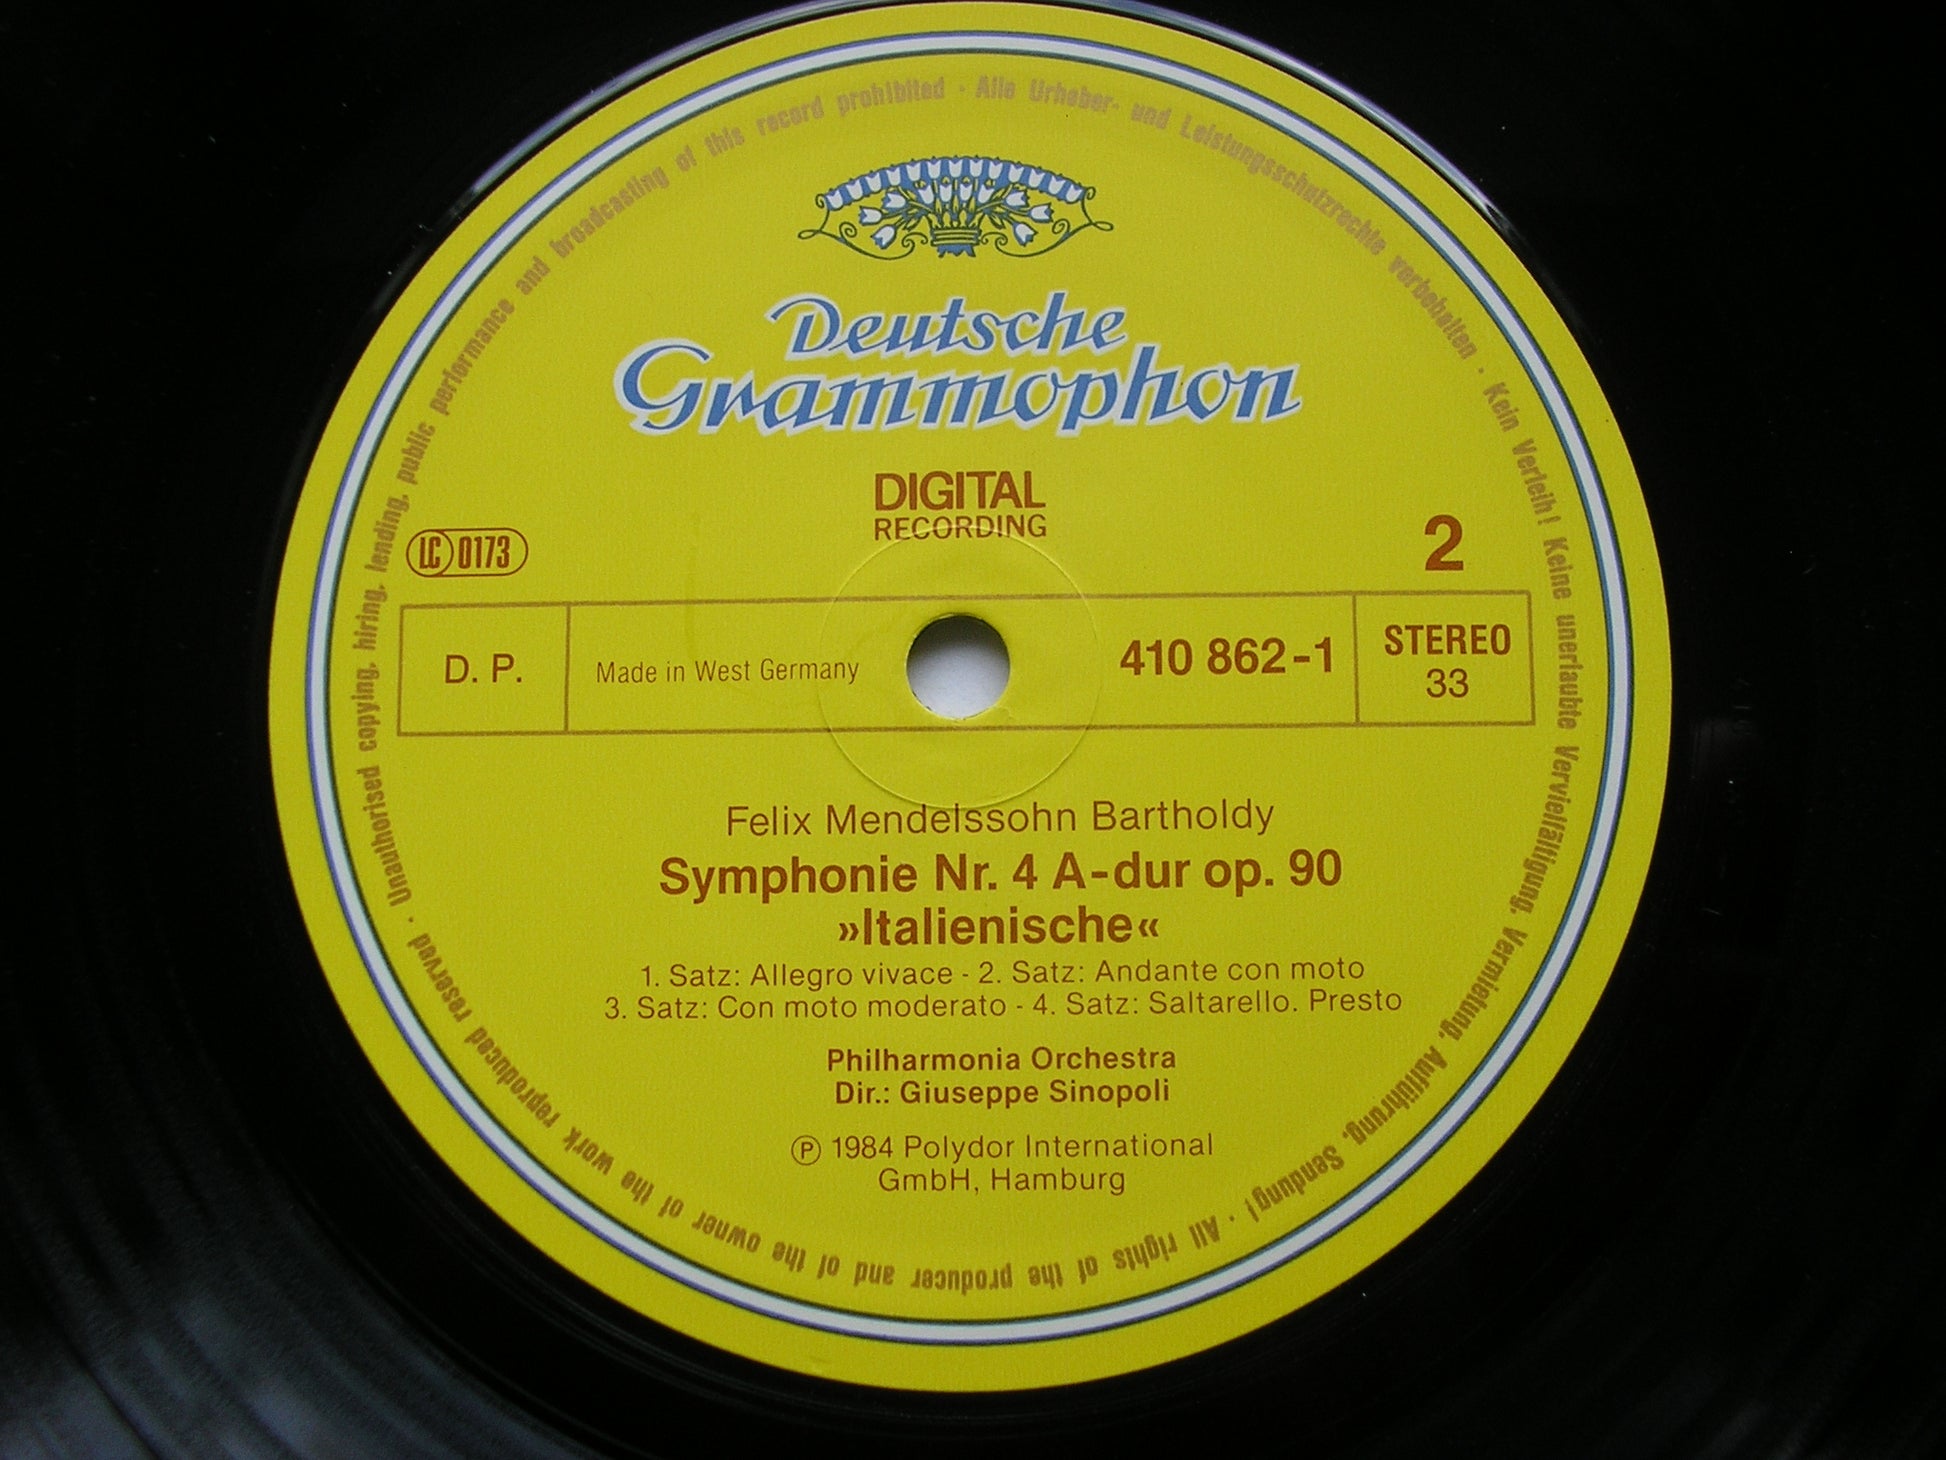 Deutsche
Grammophon
DIGITAL
RECORDING
LC 0173
2
D. P.
Made in West Germany
410 862-1
STEREO
33
Felix Mendelssohn Bartholdy
Symphonie Nr. 4 A-dur op. 90
»Italienische«
1. Satz: Allegro vivace - 2. Satz: Andante con moto
3. Satz: Con moto moderato - 4. Satz: Saltarello. Presto
Philharmonia Orchestra
Dir.: Giuseppe Sinopoli
℗ 1984 Polydor International
GmbH, Hamburg
Alle Urheber- und Leistungsschutzrechte vorbehalten · Kein Verleih! Keine unerlaubte Vervielfältigung, Vermietung, Aufführung, Sendung! · All rights of the producer and of the owner of the work reproduced reserved · Unauthorised copying, hiring, lending, public performance and broadcasting of this record prohibited ·